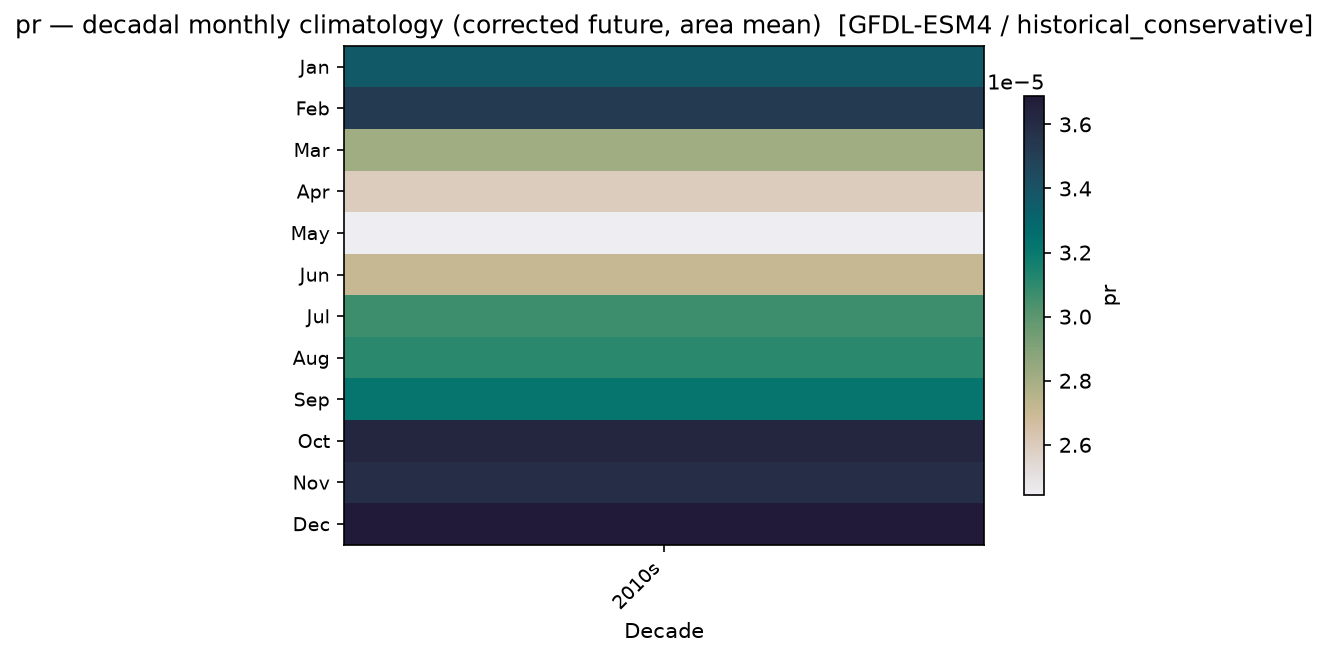 pr — decadal monthly climatology (corrected future, area mean)  [GFDL-ESM4 / historical_conservative]
Jan
Feb
Mar
Apr
May
Jun
Jul
Aug
Sep
Oct
Nov
Dec
2010s
Decade
1e−5
3.6
3.4
3.2
3.0
2.8
2.6
pr